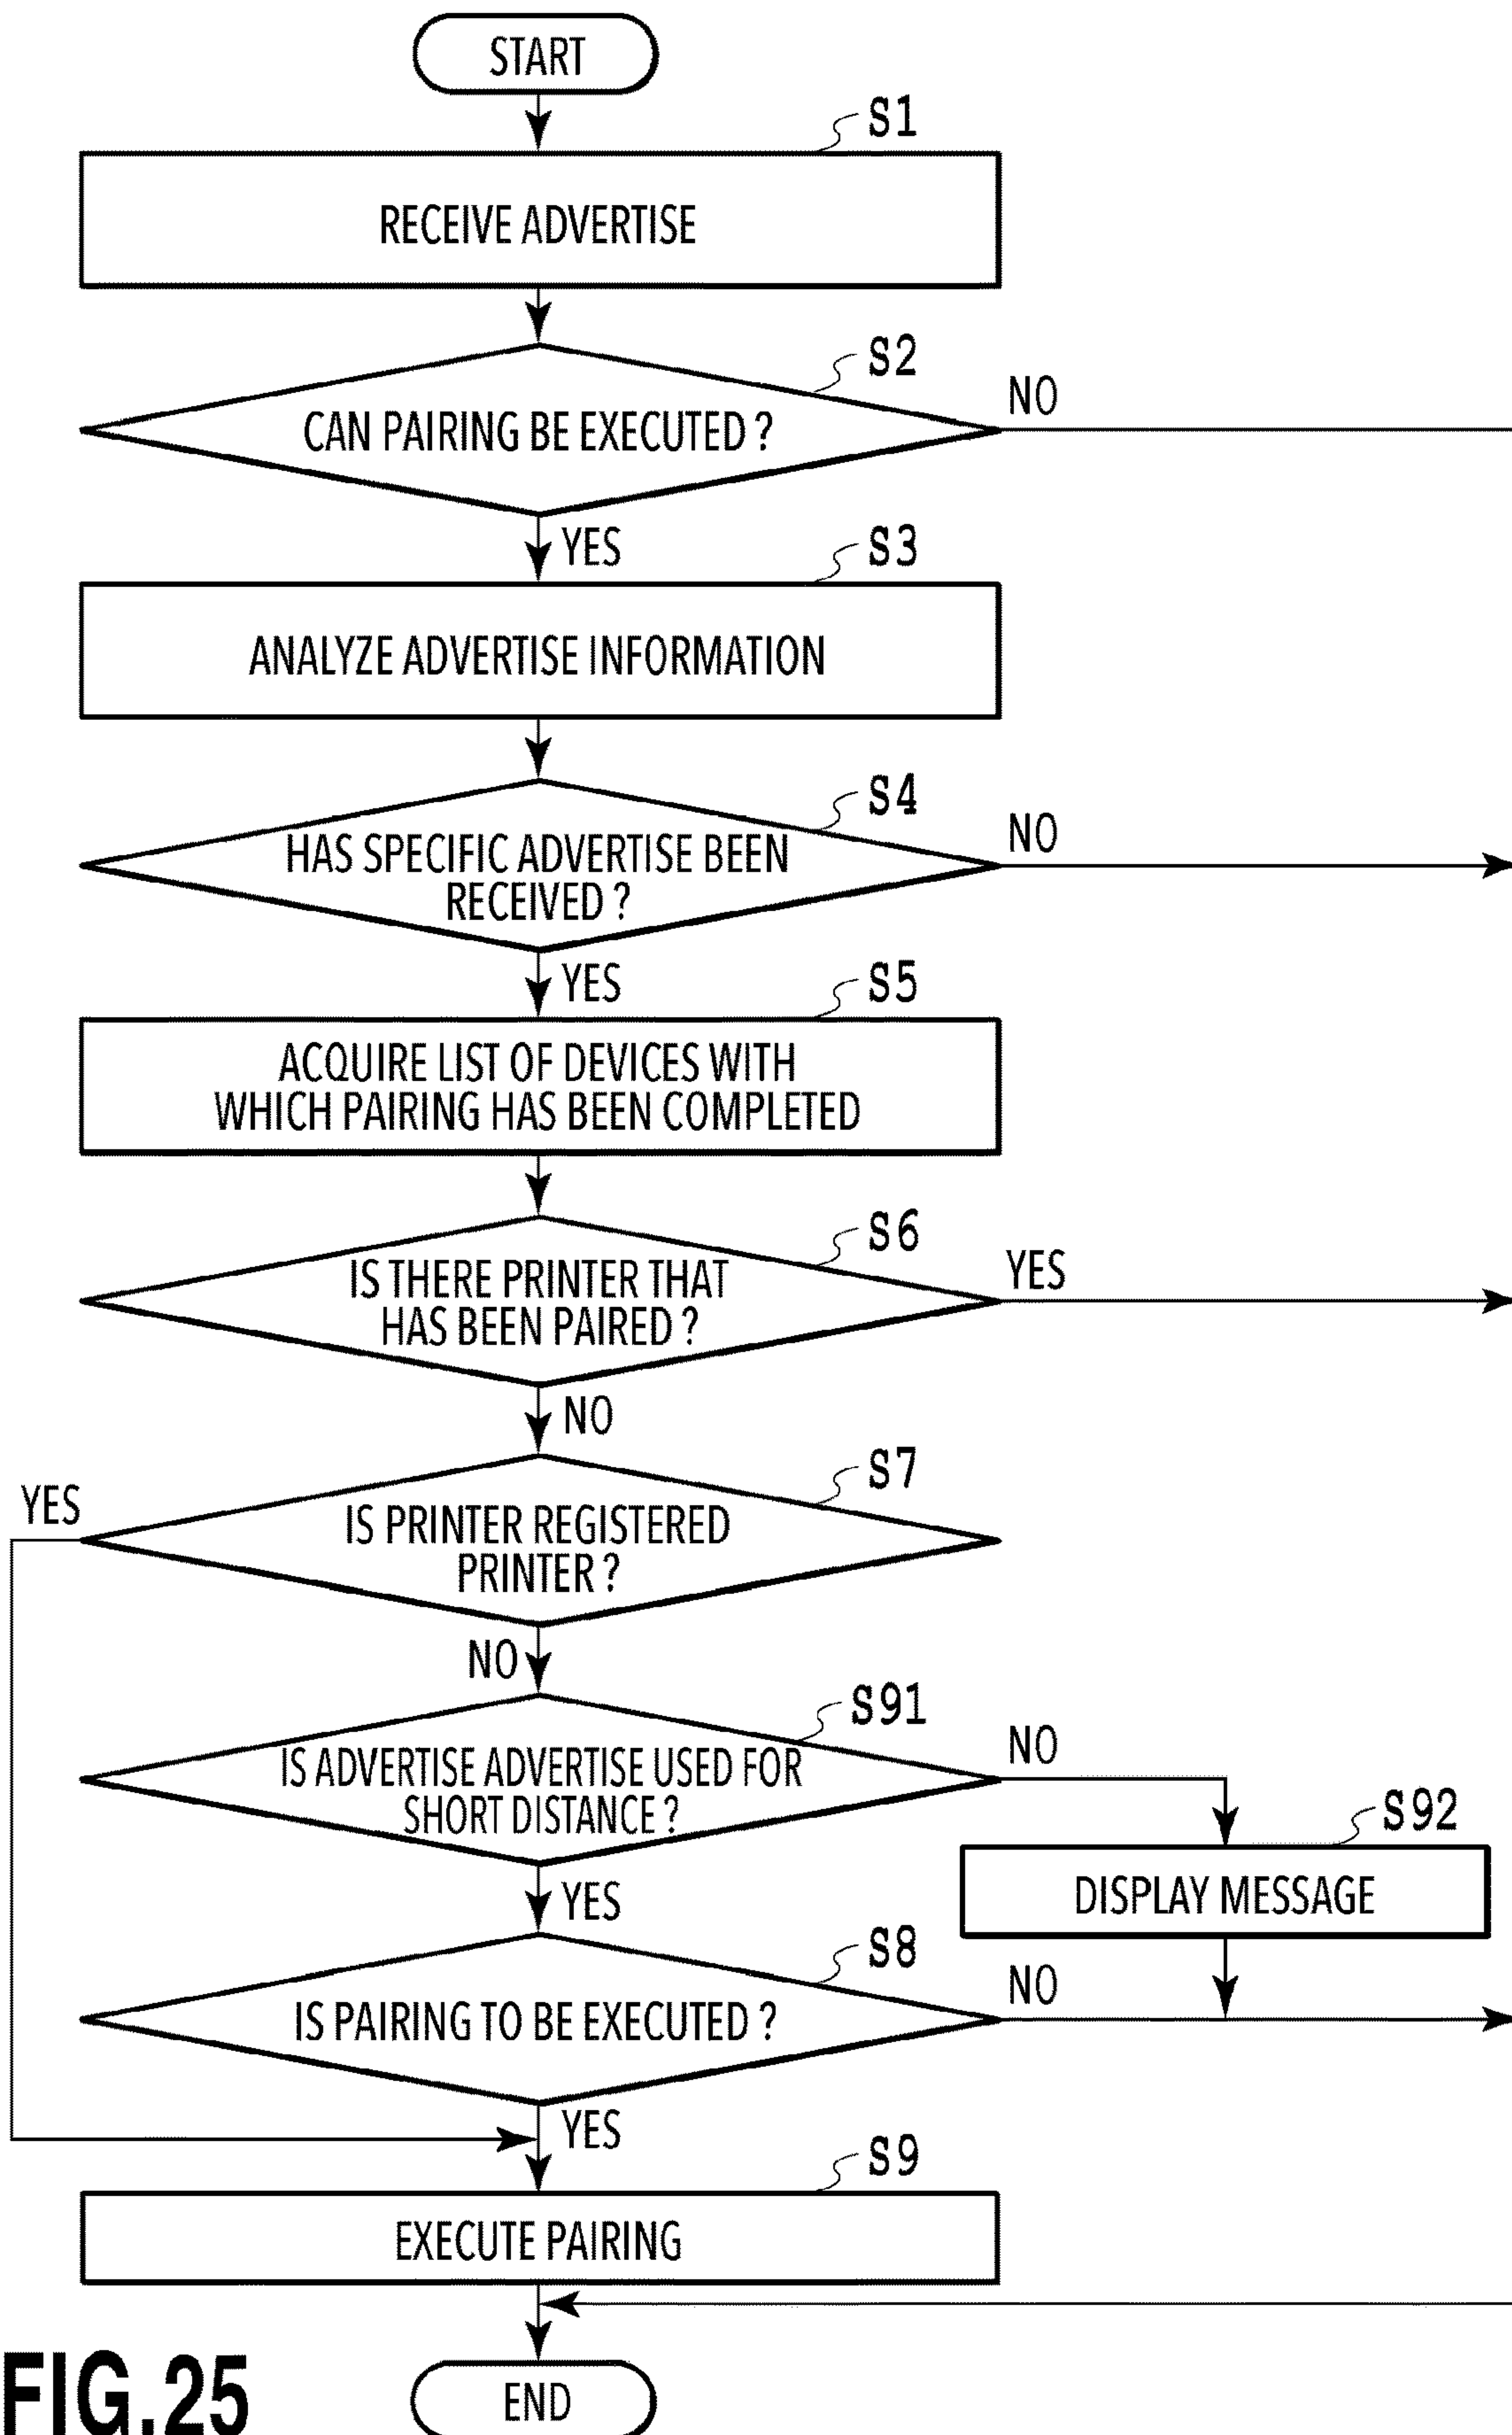 START
S1
RECEIVE ADVERTISE
S2
CAN PAIRING BE EXECUTED ?
NO
YES
S3
ANALYZE ADVERTISE INFORMATION
S4
HAS SPECIFIC ADVERTISE BEEN
RECEIVED ?
NO
YES
S5
ACQUIRE LIST OF DEVICES WITH
WHICH PAIRING HAS BEEN COMPLETED
S6
IS THERE PRINTER THAT
HAS BEEN PAIRED ?
YES
NO
S7
YES
IS PRINTER REGISTERED
PRINTER ?
NO
S91
IS ADVERTISE ADVERTISE USED FOR
SHORT DISTANCE ?
NO
S92
DISPLAY MESSAGE
YES
S8
IS PAIRING TO BE EXECUTED ?
NO
YES
S9
EXECUTE PAIRING
END
FIG.25